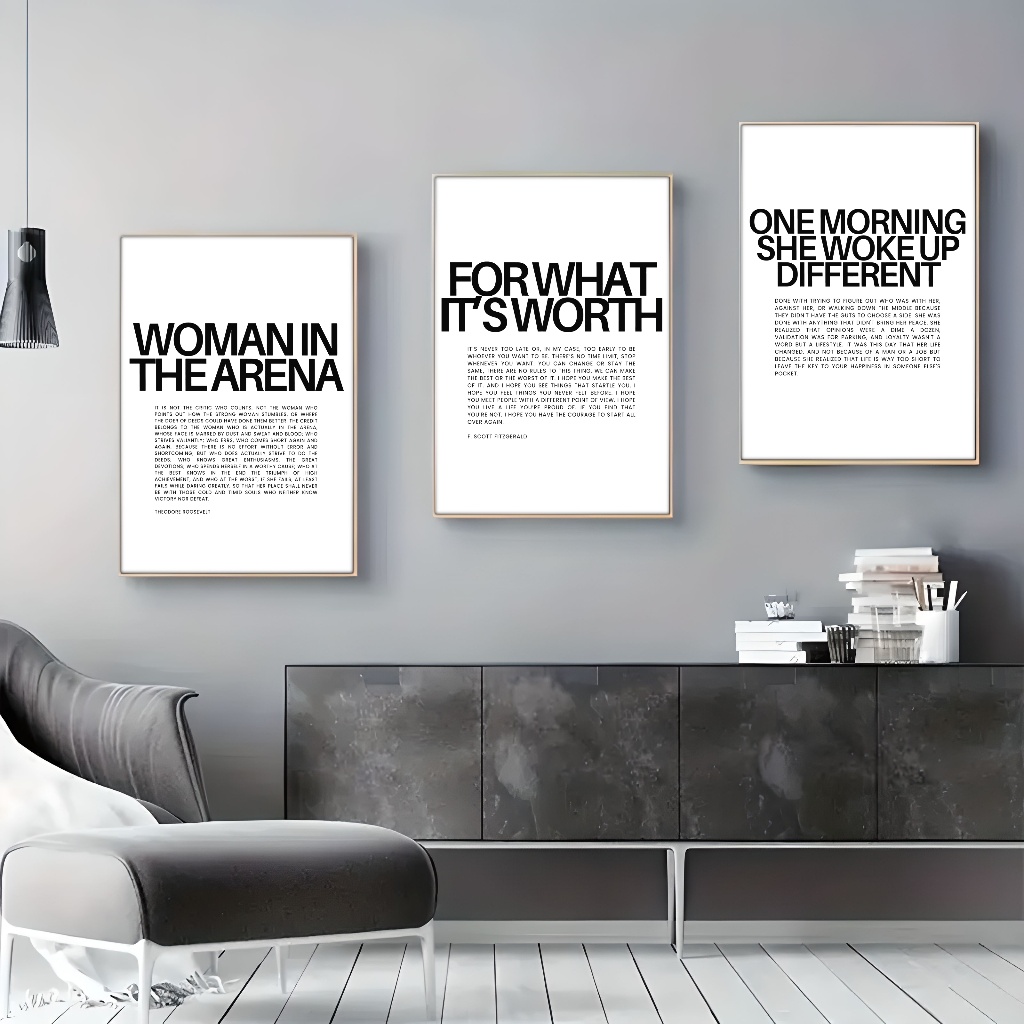 WOMAN IN
THE ARENA
IT IS NOT THE CRITIC WHO COUNTS, NOT THE WOMAN WHO
POINTS OUT HOW THE STRONG WOMAN STUMBLES, OR WHERE
THE DOER OF DEEDS COULD HAVE DONE THEM BETTER. THE CREDIT
BELONGS TO THE WOMAN WHO IS ACTUALLY IN THE ARENA,
WHOSE FACE IS MARRED BY DUST AND SWEAT AND BLOOD; WHO
STRIVES VALIANTLY; WHO ERRS, WHO COMES SHORT AGAIN AND
AGAIN, BECAUSE THERE IS NO EFFORT WITHOUT ERROR AND
SHORTCOMING; BUT WHO DOES ACTUALLY STRIVE TO DO THE
DEEDS; WHO KNOWS GREAT ENTHUSIASMS, THE GREAT
DEVOTIONS; WHO SPENDS HERSELF IN A WORTHY CAUSE; WHO AT
THE BEST KNOWS IN THE END THE TRIUMPH OF HIGH
ACHIEVEMENT, AND WHO AT THE WORST, IF SHE FAILS, AT LEAST
FAILS WHILE DARING GREATLY, SO THAT HER PLACE SHALL NEVER
BE WITH THOSE COLD AND TIMID SOULS WHO NEITHER KNOW
VICTORY NOR DEFEAT.
THEODORE ROOSEVELT
FOR WHAT
IT'S WORTH
IT'S NEVER TOO LATE OR, IN MY CASE, TOO EARLY TO BE
WHOEVER YOU WANT TO BE. THERE'S NO TIME LIMIT, STOP
WHENEVER YOU WANT. YOU CAN CHANGE OR STAY THE
SAME, THERE ARE NO RULES TO THIS THING. WE CAN MAKE
THE BEST OR THE WORST OF IT. I HOPE YOU MAKE THE BEST
OF IT. AND I HOPE YOU SEE THINGS THAT STARTLE YOU. I
HOPE YOU FEEL THINGS YOU NEVER FELT BEFORE. I HOPE
YOU MEET PEOPLE WITH A DIFFERENT POINT OF VIEW. I HOPE
YOU LIVE A LIFE YOU'RE PROUD OF. IF YOU FIND THAT
YOU'RE NOT, I HOPE YOU HAVE THE COURAGE TO START ALL
OVER AGAIN.
F. SCOTT FITZGERALD
ONE MORNING
SHE WOKE UP
DIFFERENT
DONE WITH TRYING TO FIGURE OUT WHO WAS WITH HER,
AGAINST HER, OR WALKING DOWN THE MIDDLE BECAUSE
THEY DIDN'T HAVE THE GUTS TO CHOOSE A SIDE. SHE WAS
DONE WITH ANYTHING THAT DIDN'T BRING HER PEACE. SHE
REALIZED THAT OPINIONS WERE A DIME A DOZEN,
VALIDATION WAS FOR PARKING, AND LOYALTY WASN'T A
WORD BUT A LIFESTYLE. IT WAS THIS DAY THAT HER LIFE
CHANGED. AND NOT BECAUSE OF A MAN OR A JOB BUT
BECAUSE SHE REALIZED THAT LIFE IS WAY TOO SHORT TO
LEAVE THE KEY TO YOUR HAPPINESS IN SOMEONE ELSE'S
POCKET.